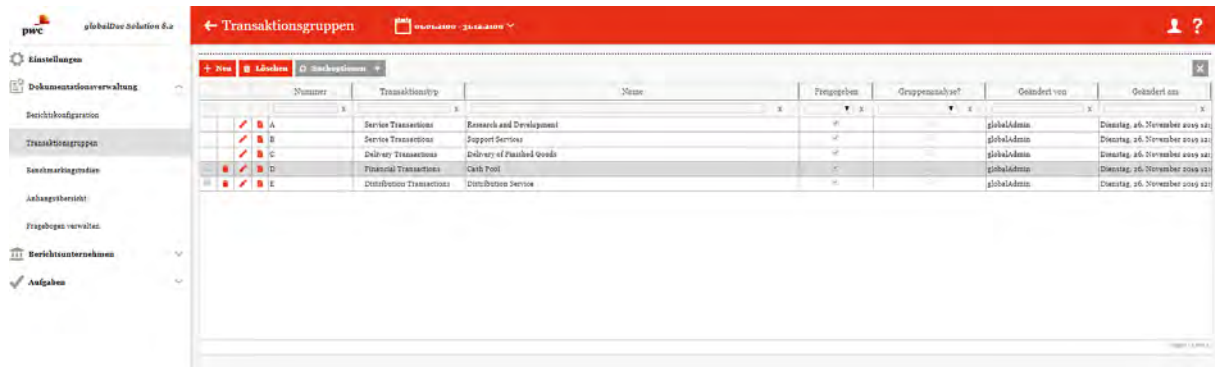 pwc
globalDoc Solution 6.2
← Transaktionsgruppen
?
Einstellungen
Dokumentationsverwaltung
Berichtskonfiguration
Transaktionsgruppen
Benchmarkingstudien
Anhangsübersicht
Fragebogen verwalten
Berichtsunternehmen
Aufgaben
+ Neu Löschen Suchoptionen +
Nummer Transaktionstyp Name Freigegeben Gruppenanalyse? Geändert von Geändert am
A Service Transactions Research and Development globalAdmin Dienstag, 26. November 2019
B Service Transactions Support Services globalAdmin Dienstag, 26. November 2019
C Delivery Transactions Delivery of Finished Goods globalAdmin Dienstag, 26. November 2019
D Financial Transactions Cash Pool globalAdmin Dienstag, 26. November 2019
E Distribution Transactions Distribution Service globalAdmin Dienstag, 26. November 2019